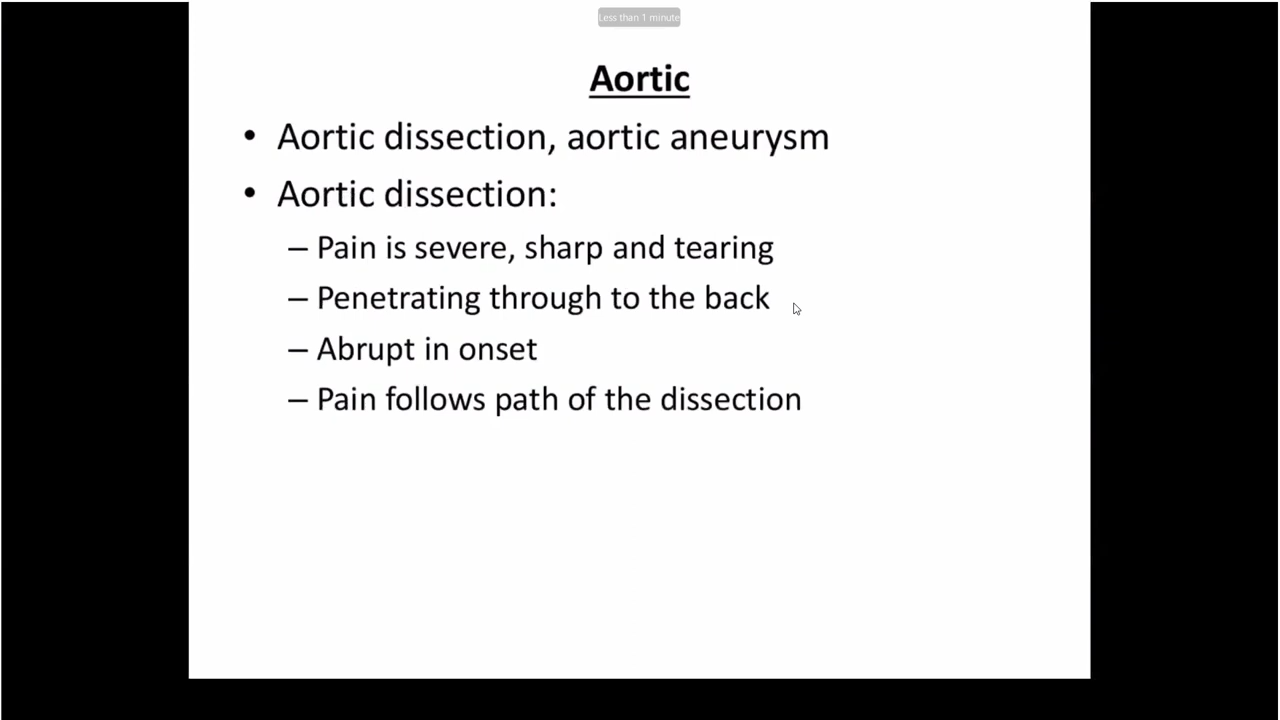 Less than 1 minute
Aortic
• Aortic dissection, aortic aneurysm
• Aortic dissection:
– Pain is severe, sharp and tearing
– Penetrating through to the back
– Abrupt in onset
– Pain follows path of the dissection